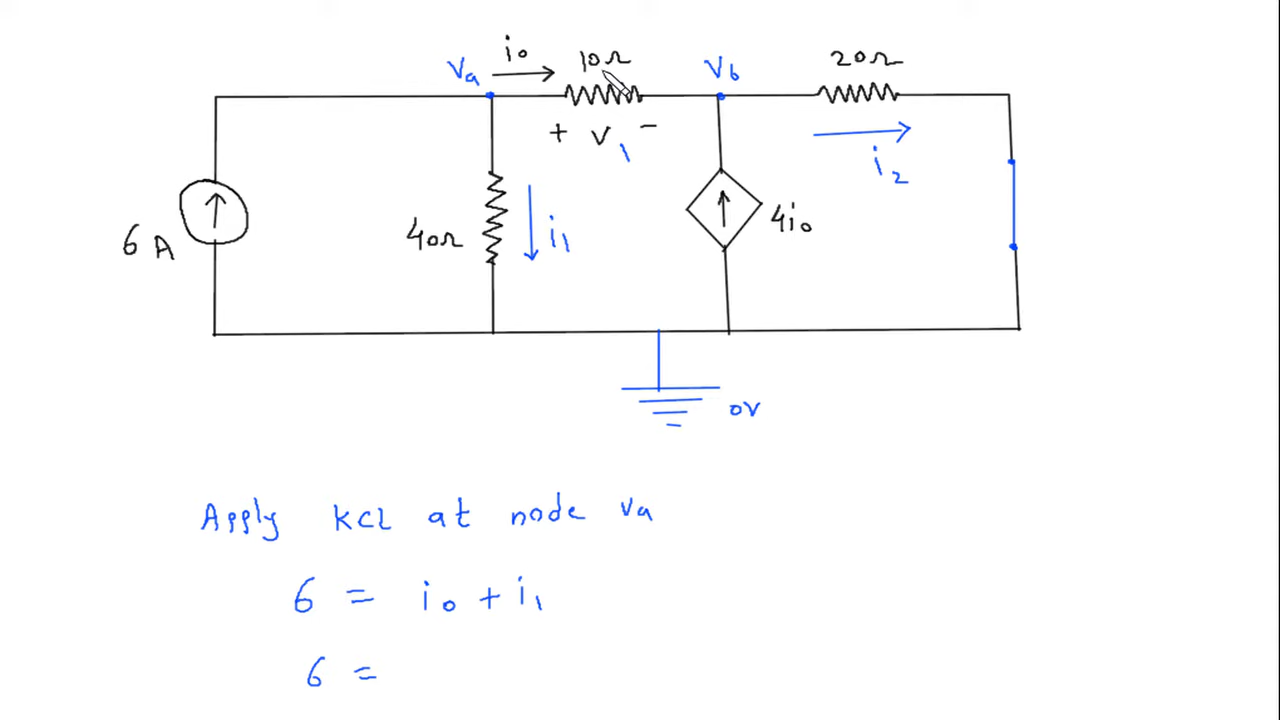 i₀
10Ω
20Ω
Va
Vb
+ V₁ −
i₂
6 A
40Ω
i₁
4i₀
0V
Apply KCL at node Va
6 = i₀ + i₁
6 =